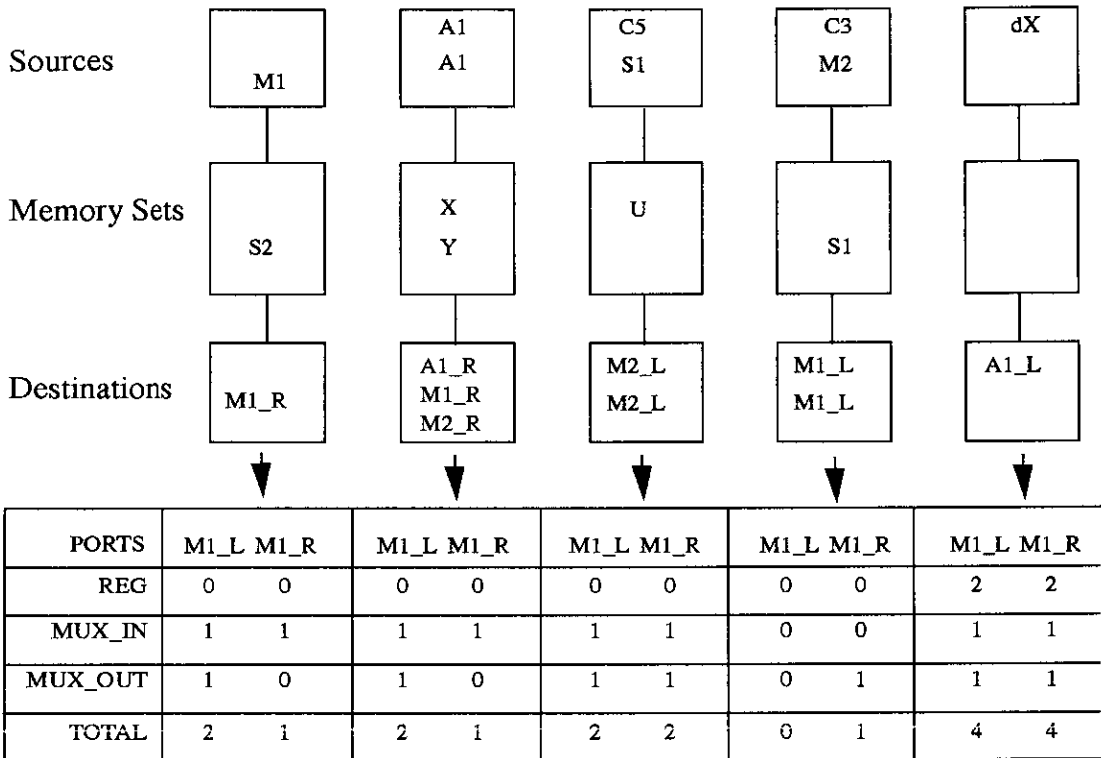 Sources
M1
A1
A1
C5
S1
C3
M2
dX
Memory Sets
S2
X
Y
U
S1
Destinations
M1_R
A1_R
M1_R
M2_R
M2_L
M2_L
M1_L
M1_L
A1_L
PORTS M1_L M1_R M1_L M1_R M1_L M1_R M1_L M1_R M1_L M1_R
REG 0 0 0 0 0 0 0 0 2 2
MUX_IN 1 1 1 1 1 1 0 0 1 1
MUX_OUT 1 0 1 0 1 1 0 1 1 1
TOTAL 2 1 2 1 2 2 0 1 4 4